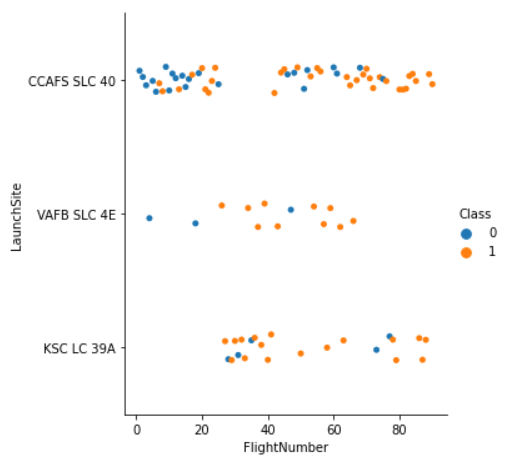 CCAFS SLC 40
VAFB SLC 4E
KSC LC 39A
LaunchSite
0
20
40
60
80
FlightNumber
Class
0
1